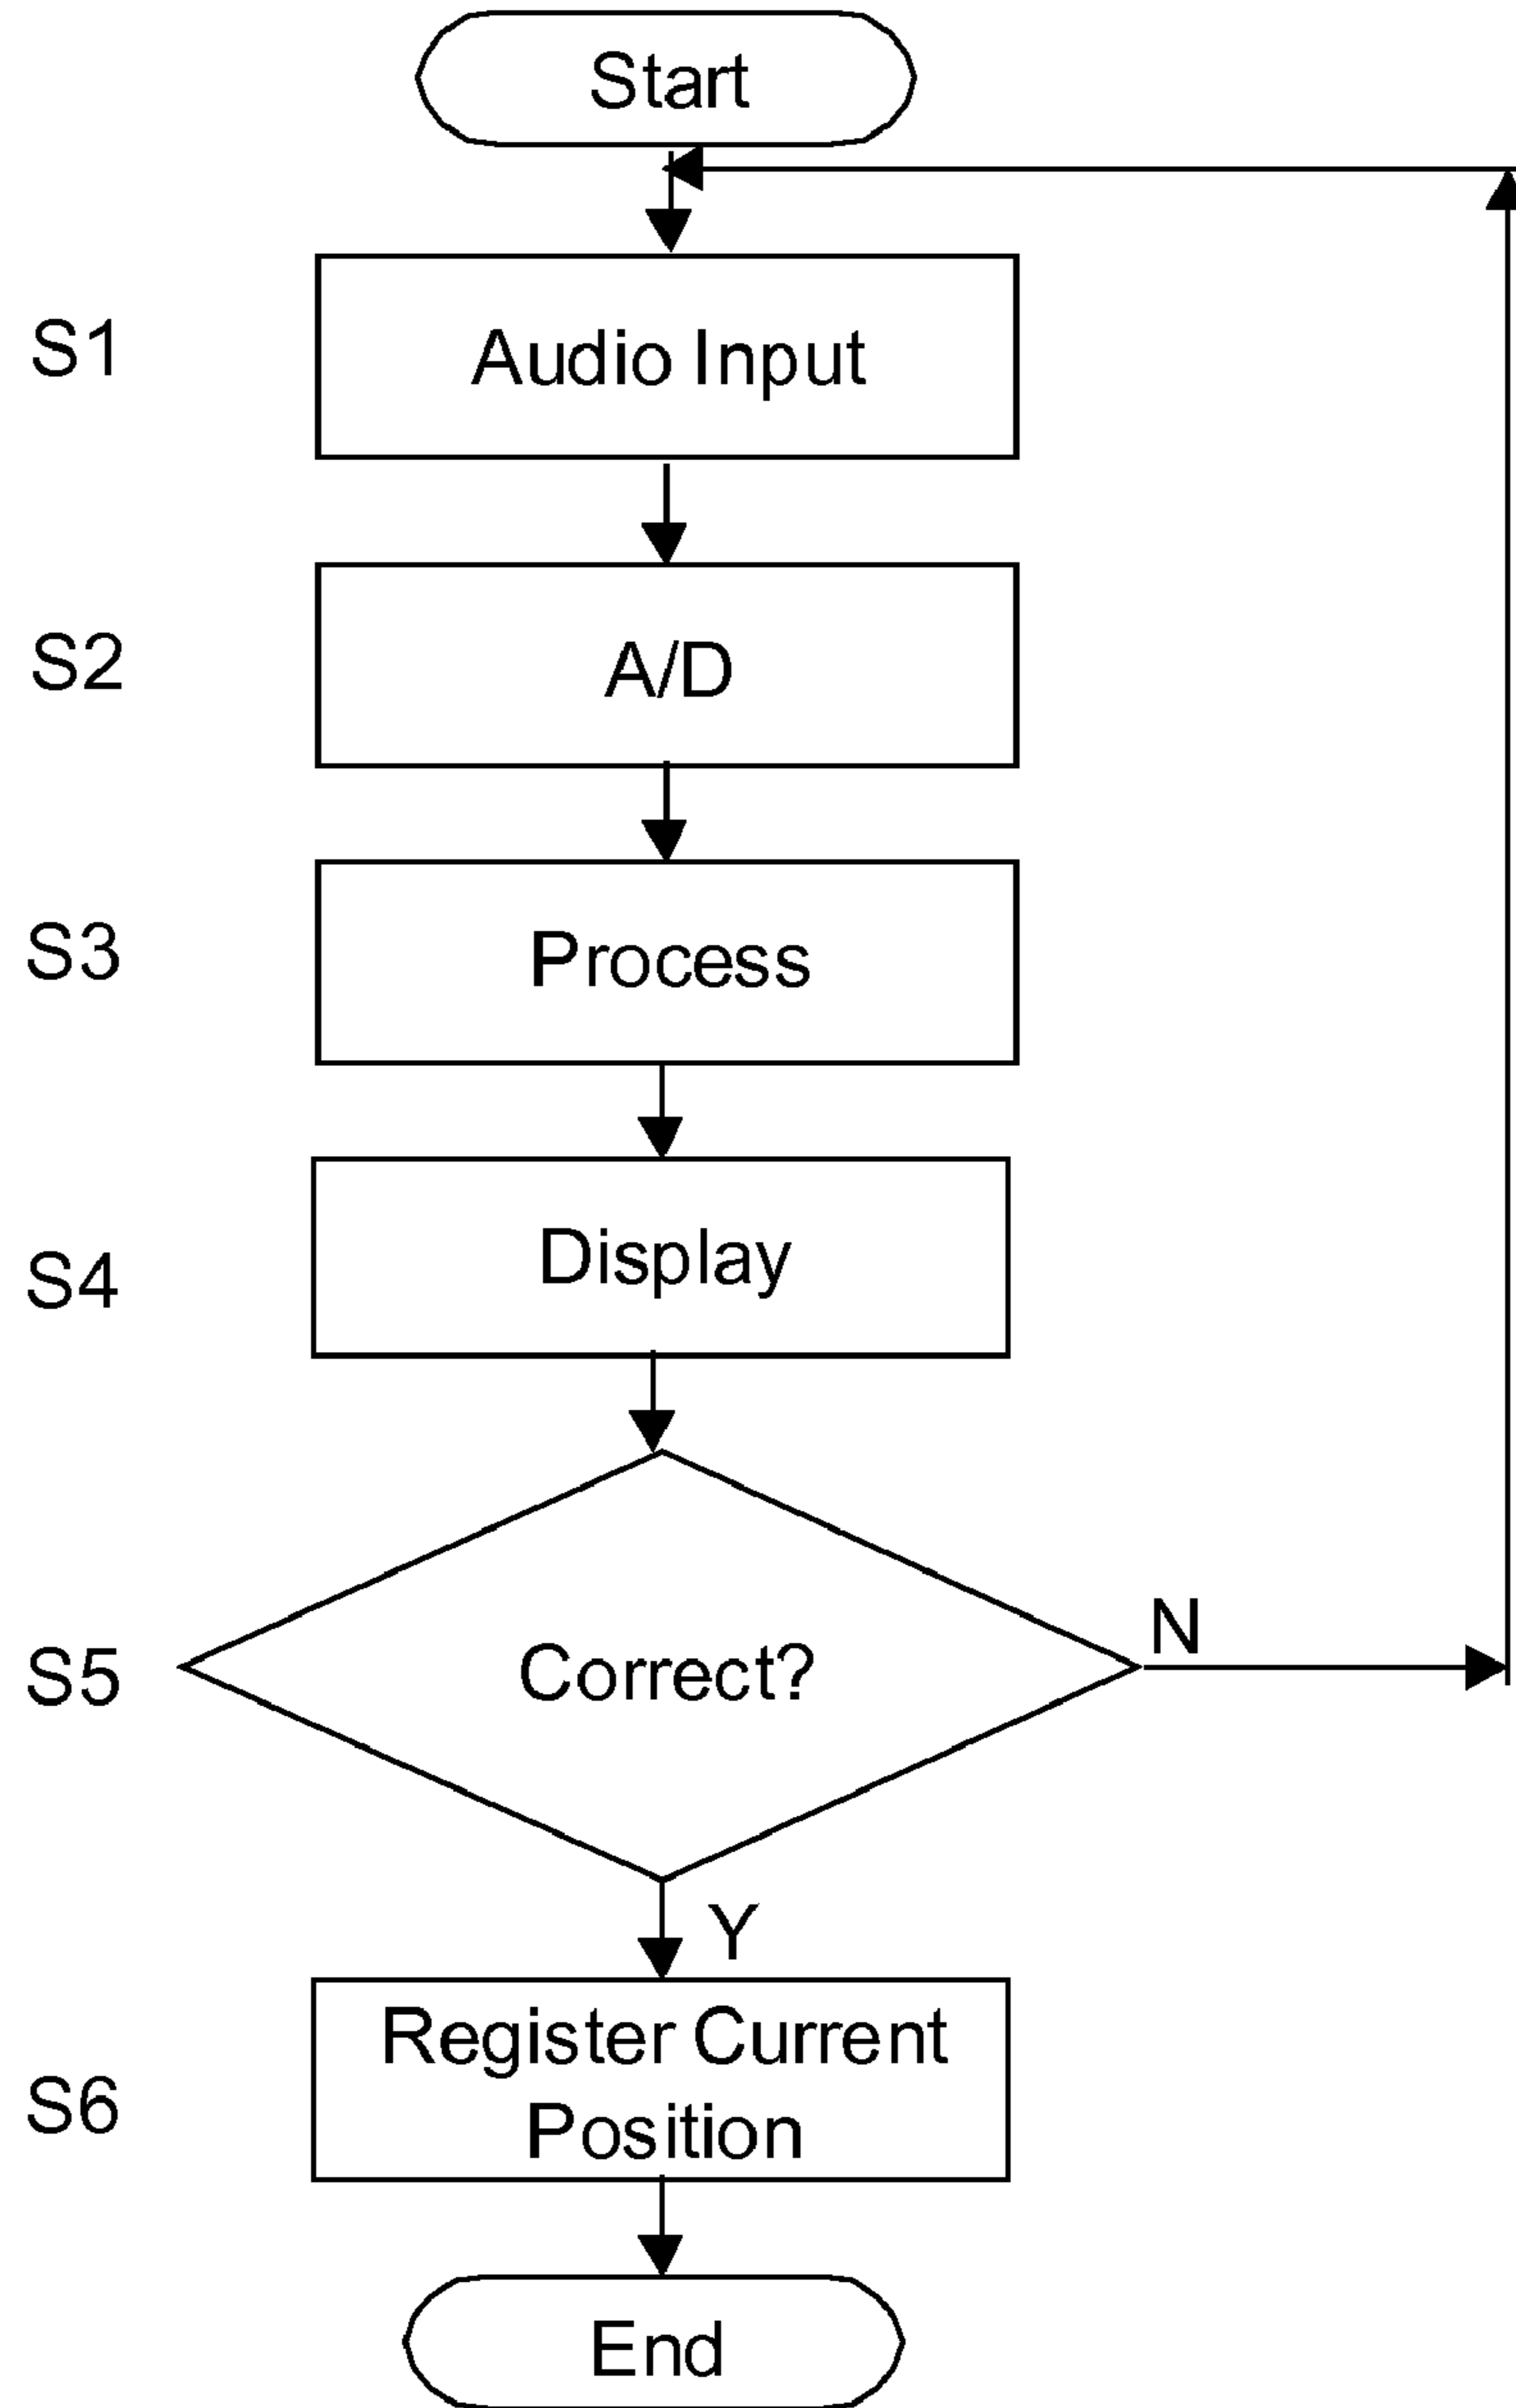 Start
S1
Audio Input
S2
A/D
S3
Process
S4
Display
S5
Correct?
N
Y
S6
Register Current
Position
End